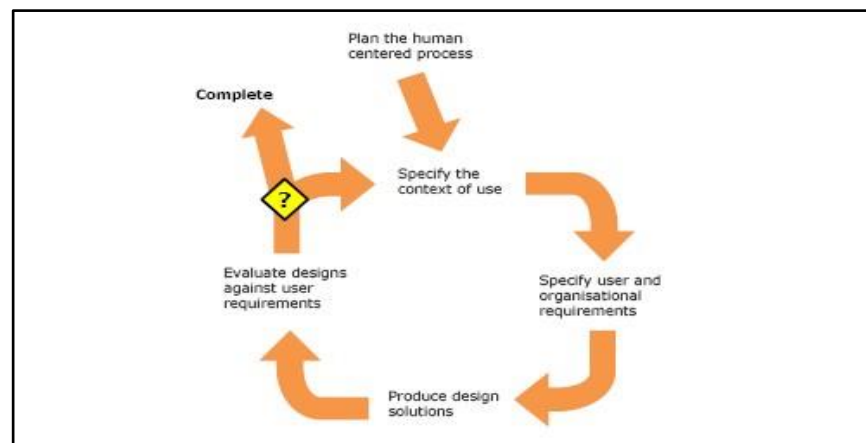 Plan the human
centered process
Complete
Specify the
context of use
?
Evaluate designs
against user
requirements
Specify user and
organisational
requirements
Produce design
solutions